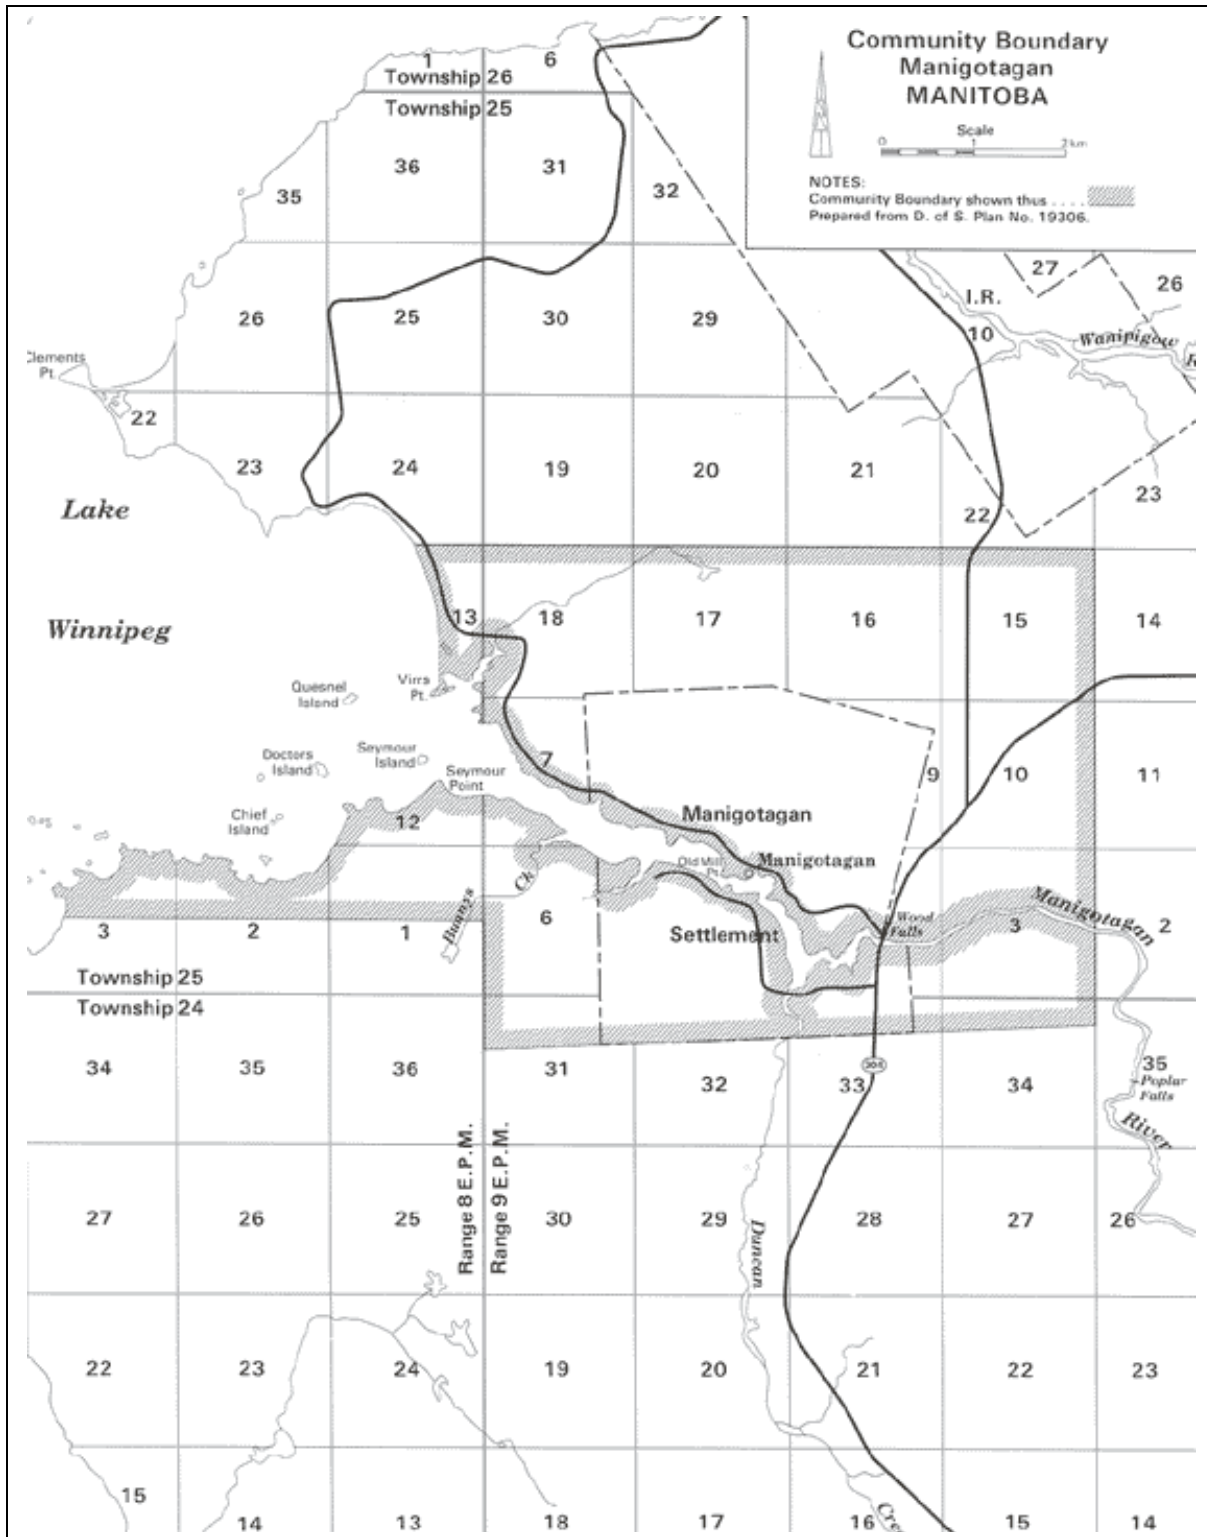 Community Boundary
Manigotagan
MANITOBA
Scale
0 1 2 km
NOTES:
Community Boundary shown thus . . . .
Prepared from D. of S. Plan No. 19306.
1 6
Township 26
Township 25
36 31 32
35
27 26
I.R.
10
Wanipigow
R
26 25 30 29
Clements
Pt.
22
23 24 19 20 21 22 23
Lake
Winnipeg
13 18 17 16 15 14
Quesnel
Island
Virra
Pt.
Doctors
Island
Seymour
Island
Seymour
Point
7 9 10 11
Chief
Island
12
Manigotagan
Old Mill
Pt.
Manigotagan
Bunnys
Ck
6
Settlement
Wood
Falls
3
Manigotagan
2
3 2 1
Township 25
Township 24
34 35 36 31 32 33 34 35
304
Poplar
Falls
River
Range 8 E.P.M.
Range 9 E.P.M.
27 26 25 30 29 28 27 26
Duncan
22 23 24 19 20 21 22 23
15 14 13 18 17 16 15 14
Cre